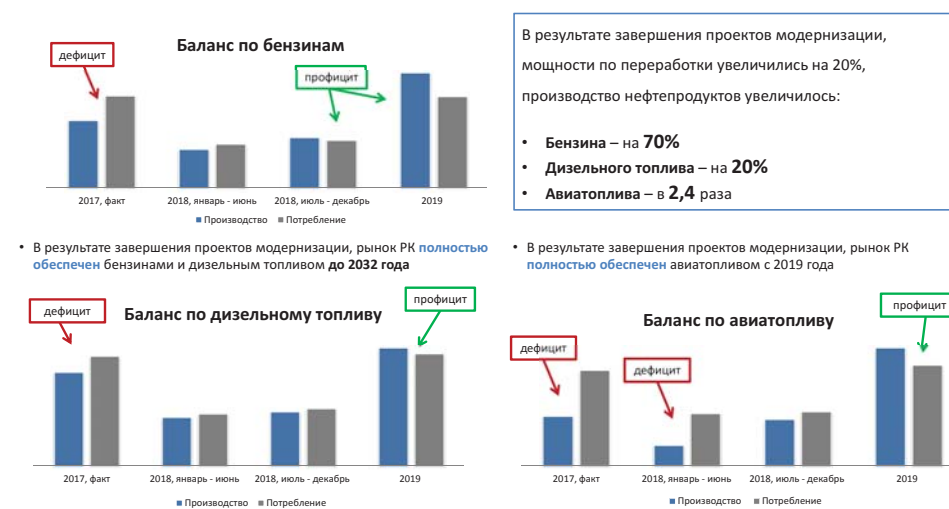 Баланс по бензинам
дефицит
профицит
2017, факт
2018, январь - июнь
2018, июль - декабрь
2019
Производство
Потребление
В результате завершения проектов модернизации,
мощности по переработки увеличились на 20%,
производство нефтепродуктов увеличилось:
• Бензина – на 70%
• Дизельного топлива – на 20%
• Авиатоплива – в 2,4 раза
• В результате завершения проектов модернизации, рынок РК полностью
обеспечен бензинами и дизельным топливом до 2032 года
• В результате завершения проектов модернизации, рынок РК
полностью обеспечен авиатопливом с 2019 года
дефицит
Баланс по дизельному топливу
профицит
2017, факт
2018, январь - июнь
2018, июль - декабрь
2019
Производство
Потребление
Баланс по авиатопливу
профицит
дефицит
дефицит
2017, факт
2018, январь - июнь
2018, июль - декабрь
2019
Производство
Потребление